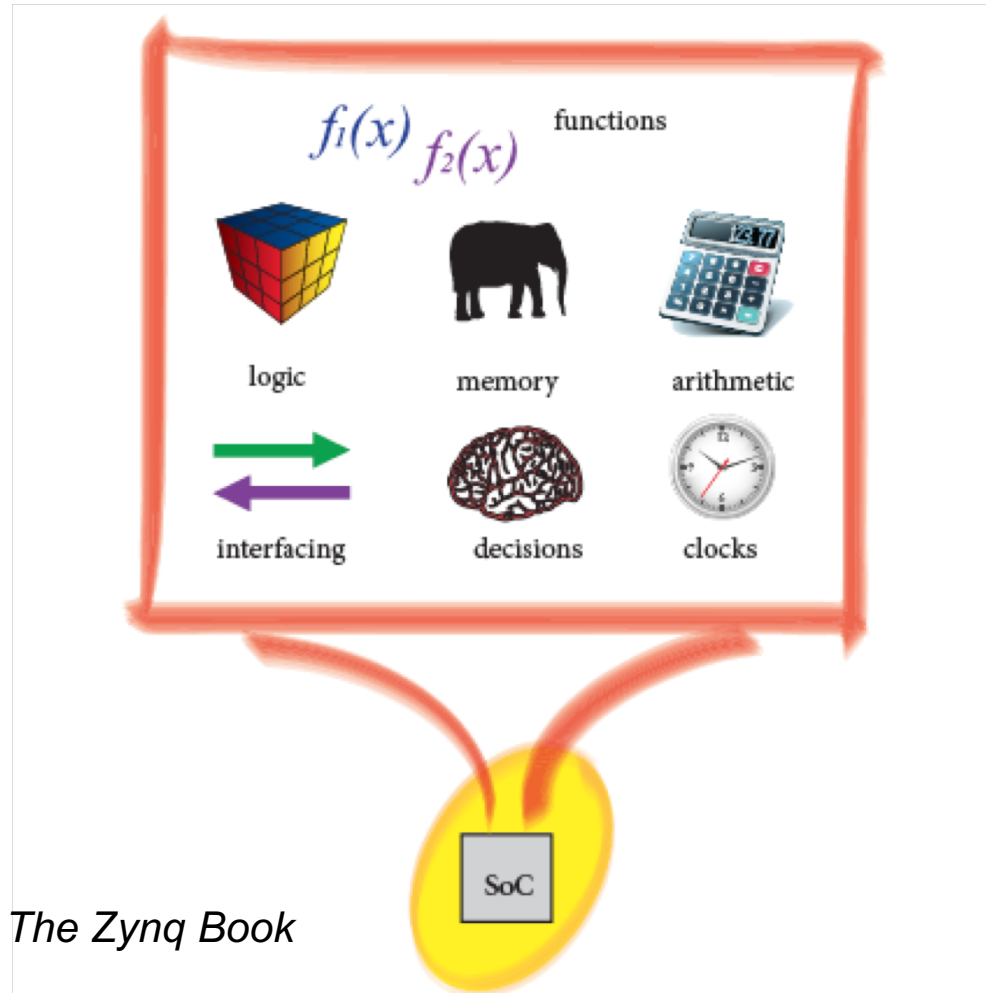 f₁(x) f₂(x) functions
logic memory arithmetic
interfacing decisions clocks
SoC
The Zynq Book